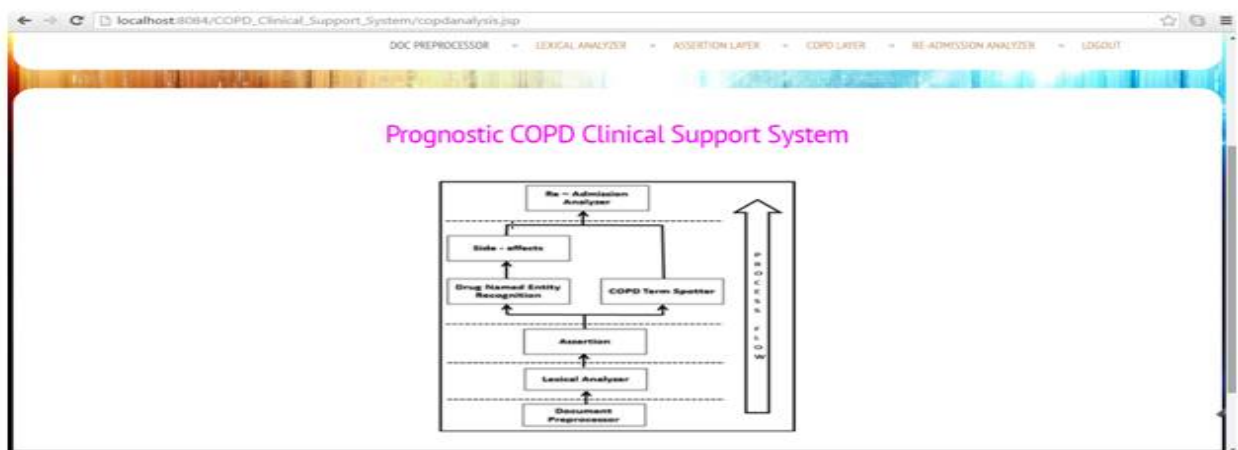 localhost:8084/COPD_Clinical_Support_System/copdanalysis.jsp
DOC PREPROCESSOR - LEXICAL ANALYZER - ASSERTION LAYER - COPD LAYER - RE-ADMISSION ANALYZER - LOGOUT
Prognostic COPD Clinical Support System
Re - Admission
Analyzer
Side - effects
Drug Named Entity
Recognition
COPD Term Spotter
Assertion
Lexical Analyzer
Document
Preprocessor
PROCESS FLOW